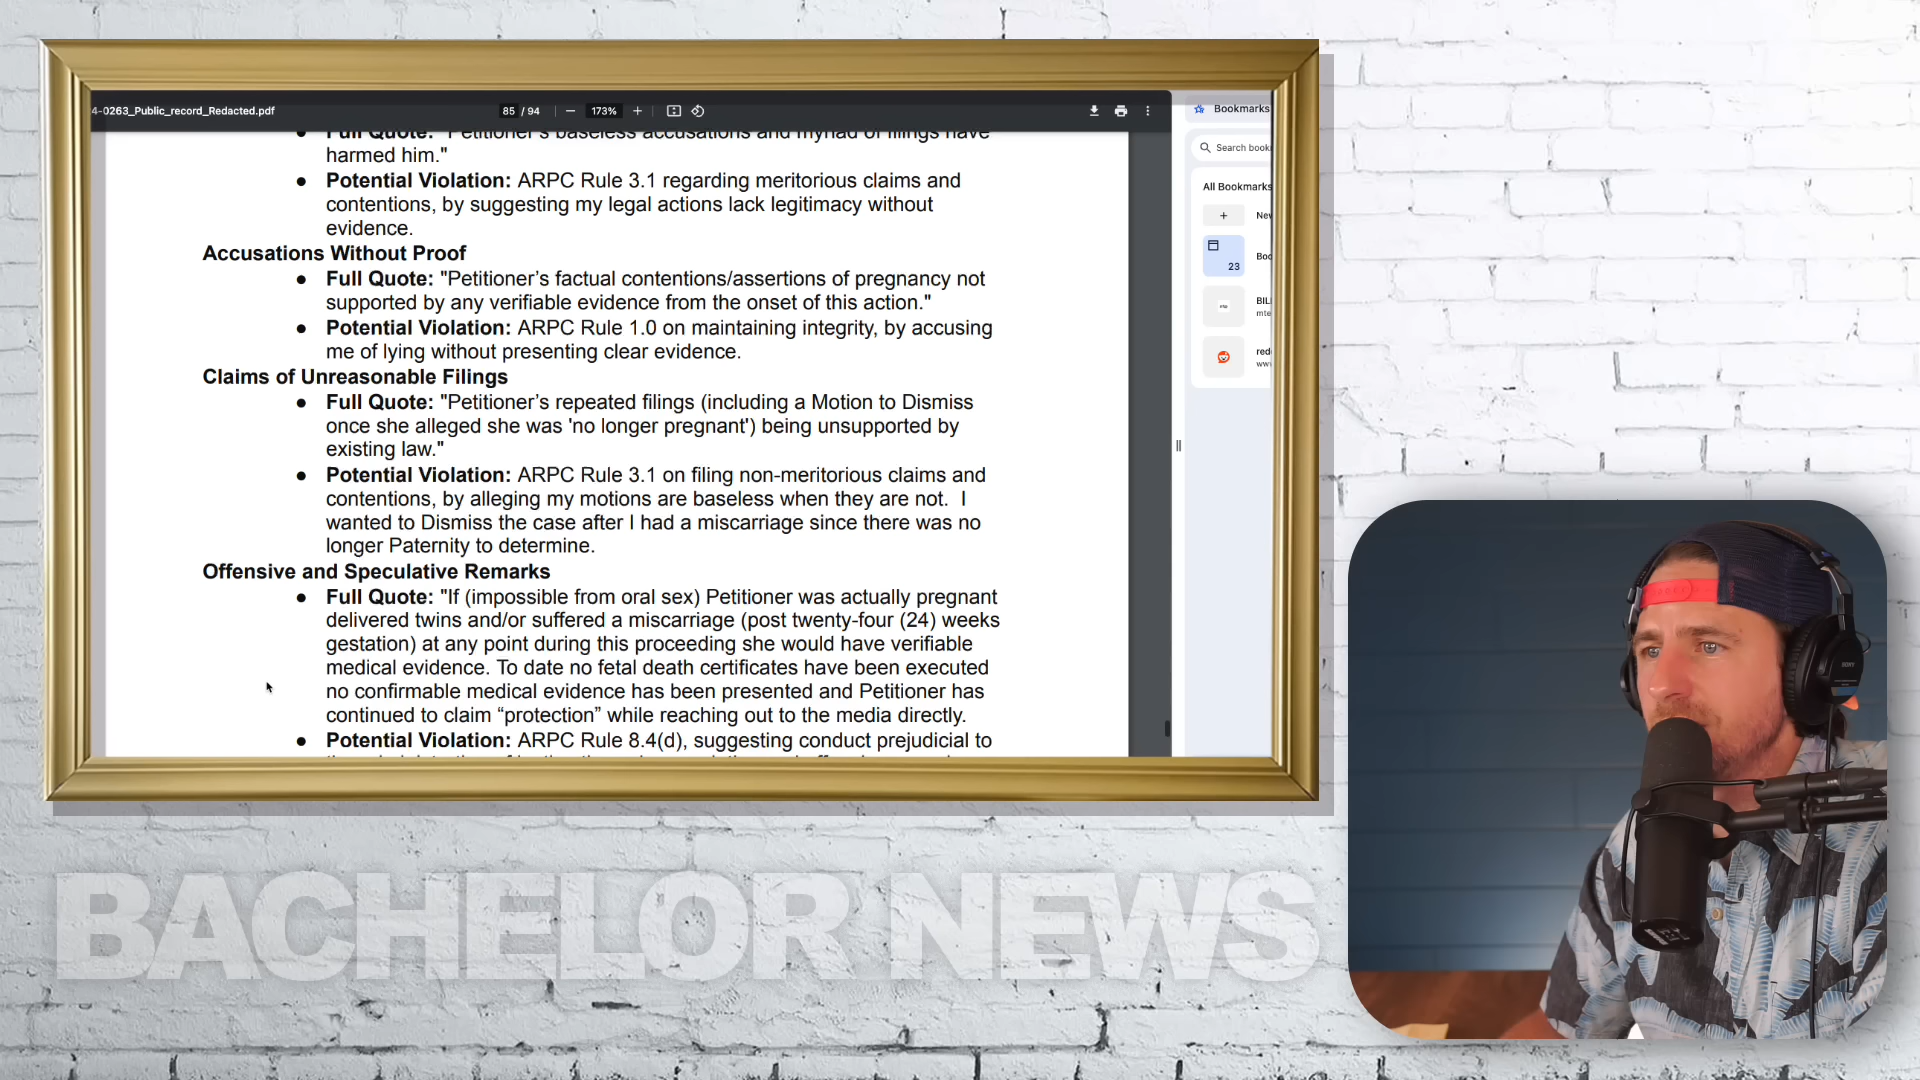 4-0263_Public_record_Redacted.pdf
85 / 94
173%
Bookmarks
Search book
All Bookmarks
23
Full Quote: "Petitioner's baseless accusations and myriad of filings have
harmed him."
Potential Violation: ARPC Rule 3.1 regarding meritorious claims and
contentions, by suggesting my legal actions lack legitimacy without
evidence.
Accusations Without Proof
Full Quote: "Petitioner's factual contentions/assertions of pregnancy not
supported by any verifiable evidence from the onset of this action."
Potential Violation: ARPC Rule 1.0 on maintaining integrity, by accusing
me of lying without presenting clear evidence.
Claims of Unreasonable Filings
Full Quote: "Petitioner's repeated filings (including a Motion to Dismiss
once she alleged she was 'no longer pregnant') being unsupported by
existing law."
Potential Violation: ARPC Rule 3.1 on filing non-meritorious claims and
contentions, by alleging my motions are baseless when they are not.  I
wanted to Dismiss the case after I had a miscarriage since there was no
longer Paternity to determine.
Offensive and Speculative Remarks
Full Quote: "If (impossible from oral sex) Petitioner was actually pregnant
delivered twins and/or suffered a miscarriage (post twenty-four (24) weeks
gestation) at any point during this proceeding she would have verifiable
medical evidence. To date no fetal death certificates have been executed
no confirmable medical evidence has been presented and Petitioner has
continued to claim “protection” while reaching out to the media directly.
Potential Violation: ARPC Rule 8.4(d), suggesting conduct prejudicial to
BACHELOR NEWS
SONY